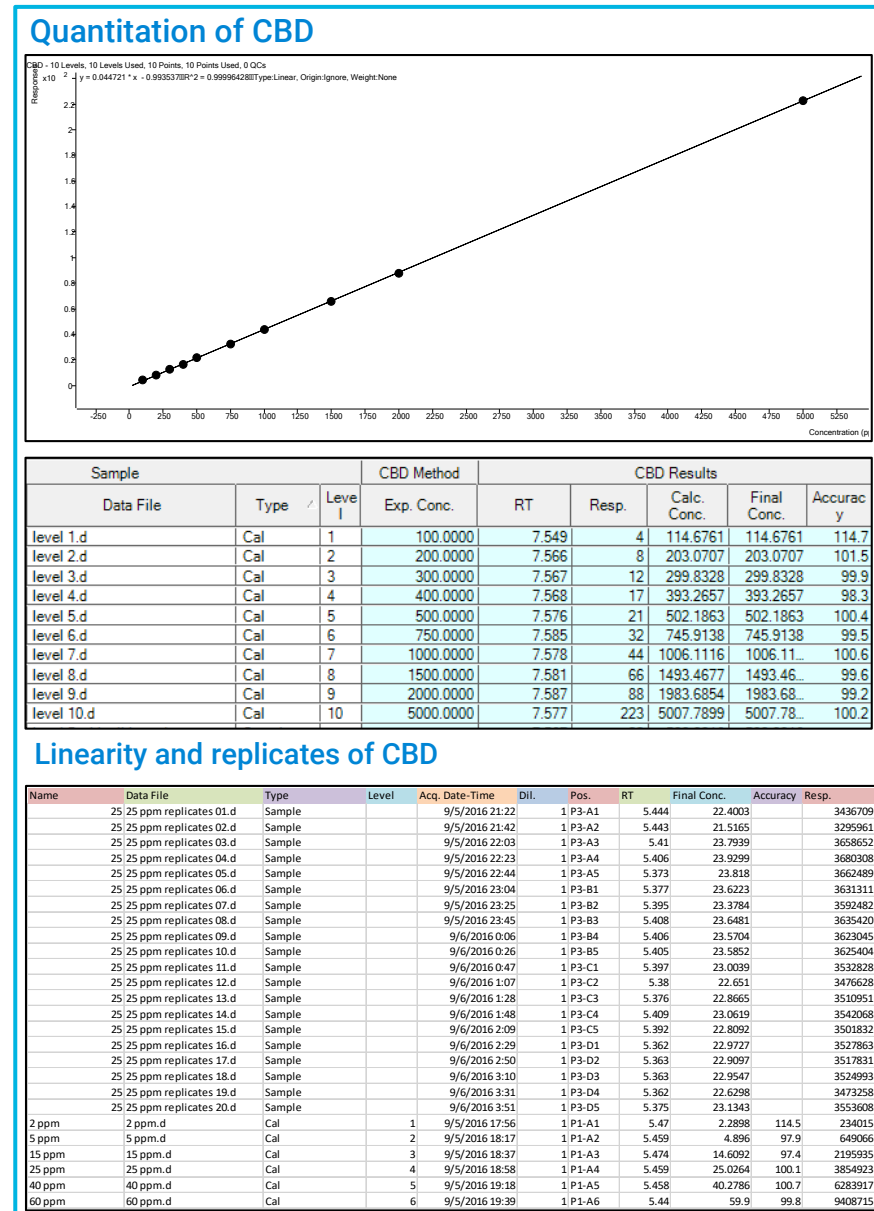 Quantitation of CBD
CBD - 10 Levels, 10 Levels Used, 10 Points, 10 Points Used, 0 QCs
Responses
x10 2
y = 0.044721 * x - 0.993537 R^2 = 0.99996428 Type:Linear, Origin:Ignore, Weight:None
2.2
2
1.8
1.6
1.4
1.2
1
0.8
0.6
0.4
0.2
0
-250 0 250 500 750 1000 1250 1500 1750 2000 2250 2500 2750 3000 3250 3500 3750 4000 4250 4500 4750 5000 5250
Concentration (p
Sample CBD Method CBD Results
Data File Type Level Exp. Conc. RT Resp. Calc. Conc. Final Conc. Accuracy
level 1.d Cal 1 100.0000 7.549 4 114.6761 114.6761 114.7
level 2.d Cal 2 200.0000 7.566 8 203.0707 203.0707 101.5
level 3.d Cal 3 300.0000 7.567 12 299.8328 299.8328 99.9
level 4.d Cal 4 400.0000 7.568 17 393.2657 393.2657 98.3
level 5.d Cal 5 500.0000 7.576 21 502.1863 502.1863 100.4
level 6.d Cal 6 750.0000 7.585 32 745.9138 745.9138 99.5
level 7.d Cal 7 1000.0000 7.578 44 1006.1116 1006.11... 100.6
level 8.d Cal 8 1500.0000 7.581 66 1493.4677 1493.46... 99.6
level 9.d Cal 9 2000.0000 7.587 88 1983.6854 1983.68... 99.2
level 10.d Cal 10 5000.0000 7.577 223 5007.7899 5007.78... 100.2
Linearity and replicates of CBD
Name Data File Type Level Acq. Date-Time Dil. Pos. RT Final Conc. Accuracy Resp.
25 25 ppm replicates 01.d Sample 9/5/2016 21:22 1 P3-A1 5.444 22.4003 3436709
25 25 ppm replicates 02.d Sample 9/5/2016 21:42 1 P3-A2 5.443 21.5165 3295961
25 25 ppm replicates 03.d Sample 9/5/2016 22:03 1 P3-A3 5.41 23.7939 3658652
25 25 ppm replicates 04.d Sample 9/5/2016 22:23 1 P3-A4 5.406 23.9299 3680308
25 25 ppm replicates 05.d Sample 9/5/2016 22:44 1 P3-A5 5.373 23.818 3662489
25 25 ppm replicates 06.d Sample 9/5/2016 23:04 1 P3-B1 5.377 23.6223 3631311
25 25 ppm replicates 07.d Sample 9/5/2016 23:25 1 P3-B2 5.395 23.3784 3592482
25 25 ppm replicates 08.d Sample 9/5/2016 23:45 1 P3-B3 5.408 23.6481 3635420
25 25 ppm replicates 09.d Sample 9/6/2016 0:06 1 P3-B4 5.406 23.5704 3623045
25 25 ppm replicates 10.d Sample 9/6/2016 0:26 1 P3-B5 5.405 23.5852 3625404
25 25 ppm replicates 11.d Sample 9/6/2016 0:47 1 P3-C1 5.397 23.0039 3532828
25 25 ppm replicates 12.d Sample 9/6/2016 1:07 1 P3-C2 5.38 22.651 3476628
25 25 ppm replicates 13.d Sample 9/6/2016 1:28 1 P3-C3 5.376 22.8665 3510951
25 25 ppm replicates 14.d Sample 9/6/2016 1:48 1 P3-C4 5.409 23.0619 3542068
25 25 ppm replicates 15.d Sample 9/6/2016 2:09 1 P3-C5 5.392 22.8092 3501832
25 25 ppm replicates 16.d Sample 9/6/2016 2:29 1 P3-D1 5.362 22.9727 3527863
25 25 ppm replicates 17.d Sample 9/6/2016 2:50 1 P3-D2 5.363 22.9097 3517831
25 25 ppm replicates 18.d Sample 9/6/2016 3:10 1 P3-D3 5.363 22.9547 3524993
25 25 ppm replicates 19.d Sample 9/6/2016 3:31 1 P3-D4 5.362 22.6298 3473258
25 25 ppm replicates 20.d Sample 9/6/2016 3:51 1 P3-D5 5.375 23.1343 3553608
2 ppm 2 ppm.d Cal 1 9/5/2016 17:56 1 P1-A1 5.47 2.2898 114.5 234015
5 ppm 5 ppm.d Cal 2 9/5/2016 18:17 1 P1-A2 5.459 4.896 97.9 649066
15 ppm 15 ppm.d Cal 3 9/5/2016 18:37 1 P1-A3 5.474 14.6092 97.4 2195935
25 ppm 25 ppm.d Cal 4 9/5/2016 18:58 1 P1-A4 5.459 25.0264 100.1 3854923
40 ppm 40 ppm.d Cal 5 9/5/2016 19:18 1 P1-A5 5.458 40.2786 100.7 6283917
60 ppm 60 ppm.d Cal 6 9/5/2016 19:39 1 P1-A6 5.44 59.9 99.8 9408715